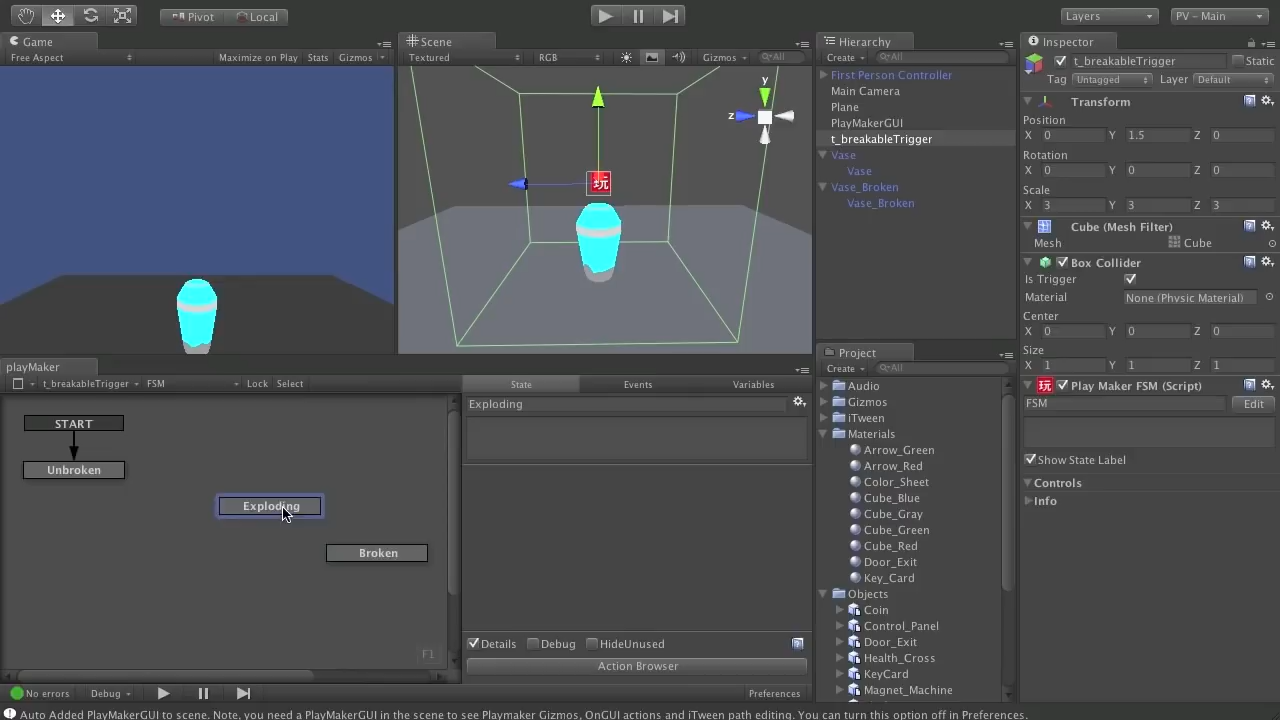 Pivot
Local
Layers
PV - Main
Game
Free Aspect
Maximize on Play
Stats
Gizmos
Scene
Textured
RGB
Gizmos
All
y
z
玩
Hierarchy
Create
All
First Person Controller
Main Camera
Plane
PlayMakerGUI
t_breakableTrigger
Vase
Vase
Vase_Broken
Vase_Broken
Inspector
t_breakableTrigger
Static
Tag Untagged
Layer Default
Transform
Position
X 0 Y 1.5 Z 0
Rotation
X 0 Y 0 Z 0
Scale
X 3 Y 3 Z 3
Cube (Mesh Filter)
Mesh Cube
Box Collider
Is Trigger
Material None (Physic Material)
Center
X 0 Y 0 Z 0
Size
X 1 Y 1 Z 1
玩 Play Maker FSM (Script)
FSM
Edit
Show State Label
Controls
Info
playMaker
t_breakableTrigger
FSM
Lock
Select
START
Unbroken
Exploding
Broken
F1
State
Events
Variables
Exploding
Details
Debug
HideUnused
Action Browser
No errors
Debug
Preferences
Project
Create
All
Audio
Gizmos
iTween
Materials
Arrow_Green
Arrow_Red
Color_Sheet
Cube_Blue
Cube_Gray
Cube_Green
Cube_Red
Door_Exit
Key_Card
Objects
Coin
Control_Panel
Door_Exit
Health_Cross
KeyCard
Magnet_Machine
Auto Added PlayMakerGUI to scene. Note, you need a PlayMakerGUI in the scene to see Playmaker Gizmos, OnGUI actions and iTween path editing. You can turn this option off in Preferences.